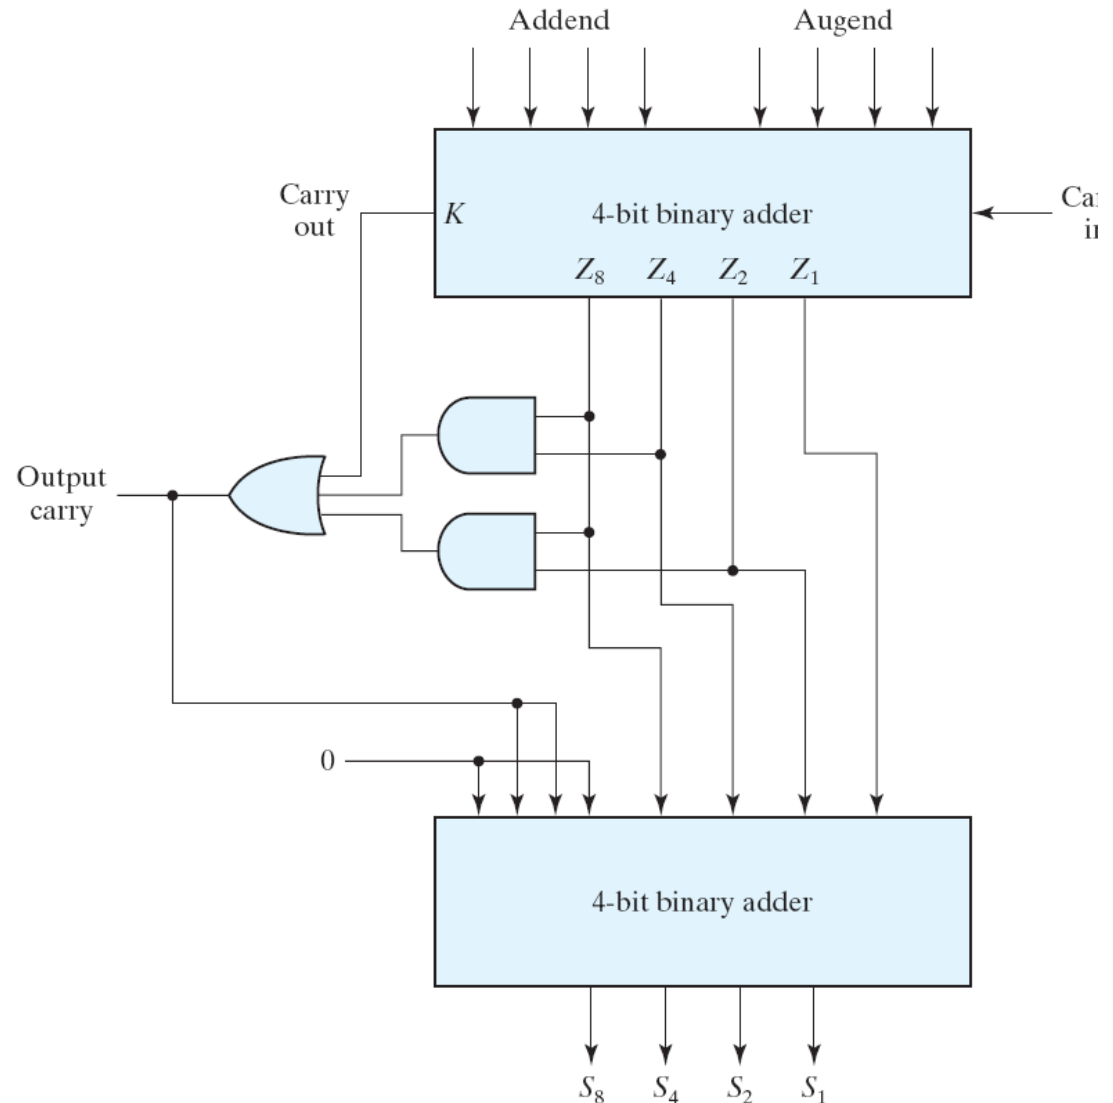 Addend
Augend
Carry
out
K
4-bit binary adder
Z₈ Z₄ Z₂ Z₁
Output
carry
0
4-bit binary adder
S₈ S₄ S₂ S₁